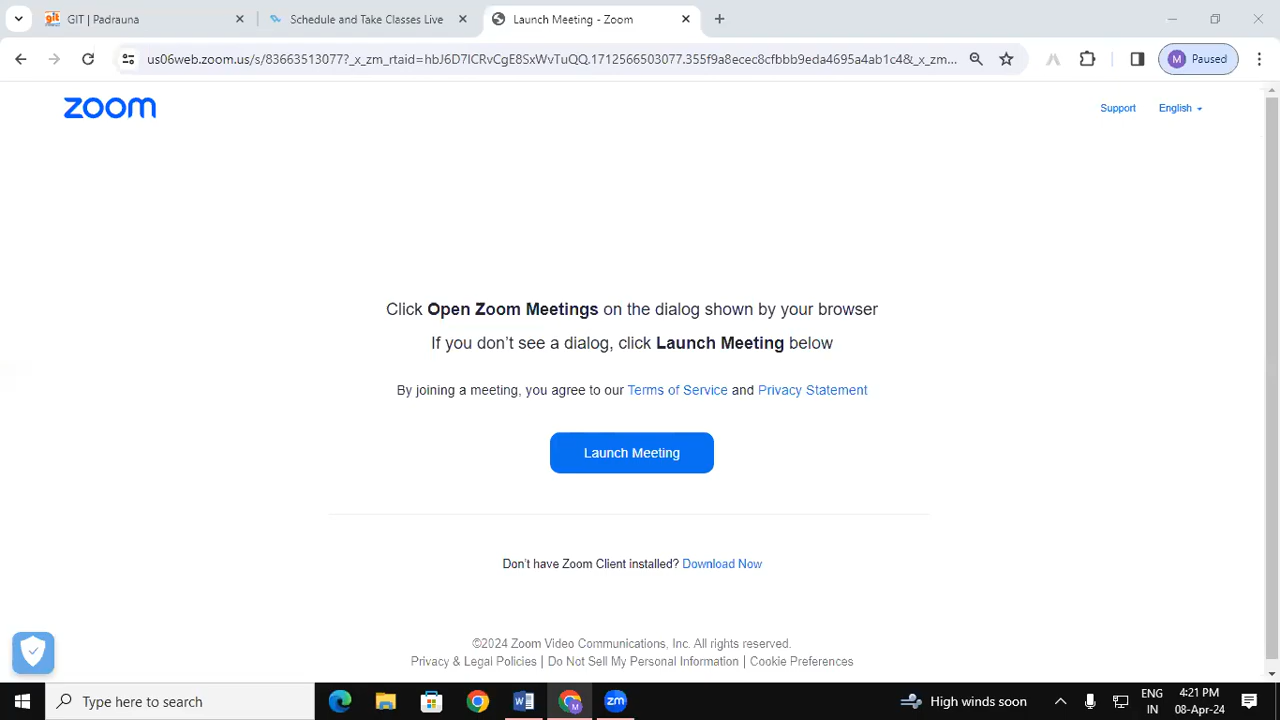 GIT | Padrauna
Schedule and Take Classes Live
Launch Meeting - Zoom
us06web.zoom.us/s/83663513077?_x_zm_rtaid=hbJ6D7ICRvCgE8SxWvTuQQ.1712566503077.355f9a8ecec8cfbbb9eda4695a4ab1c4&_x_zm...
M Paused
zoom
Support
English
Click Open Zoom Meetings on the dialog shown by your browser
If you don't see a dialog, click Launch Meeting below
By joining a meeting, you agree to our Terms of Service and Privacy Statement
Launch Meeting
Don't have Zoom Client installed? Download Now
©2024 Zoom Video Communications, Inc. All rights reserved.
Privacy & Legal Policies | Do Not Sell My Personal Information | Cookie Preferences
Type here to search
zm
High winds soon
ENG
IN
4:21 PM
08-Apr-24